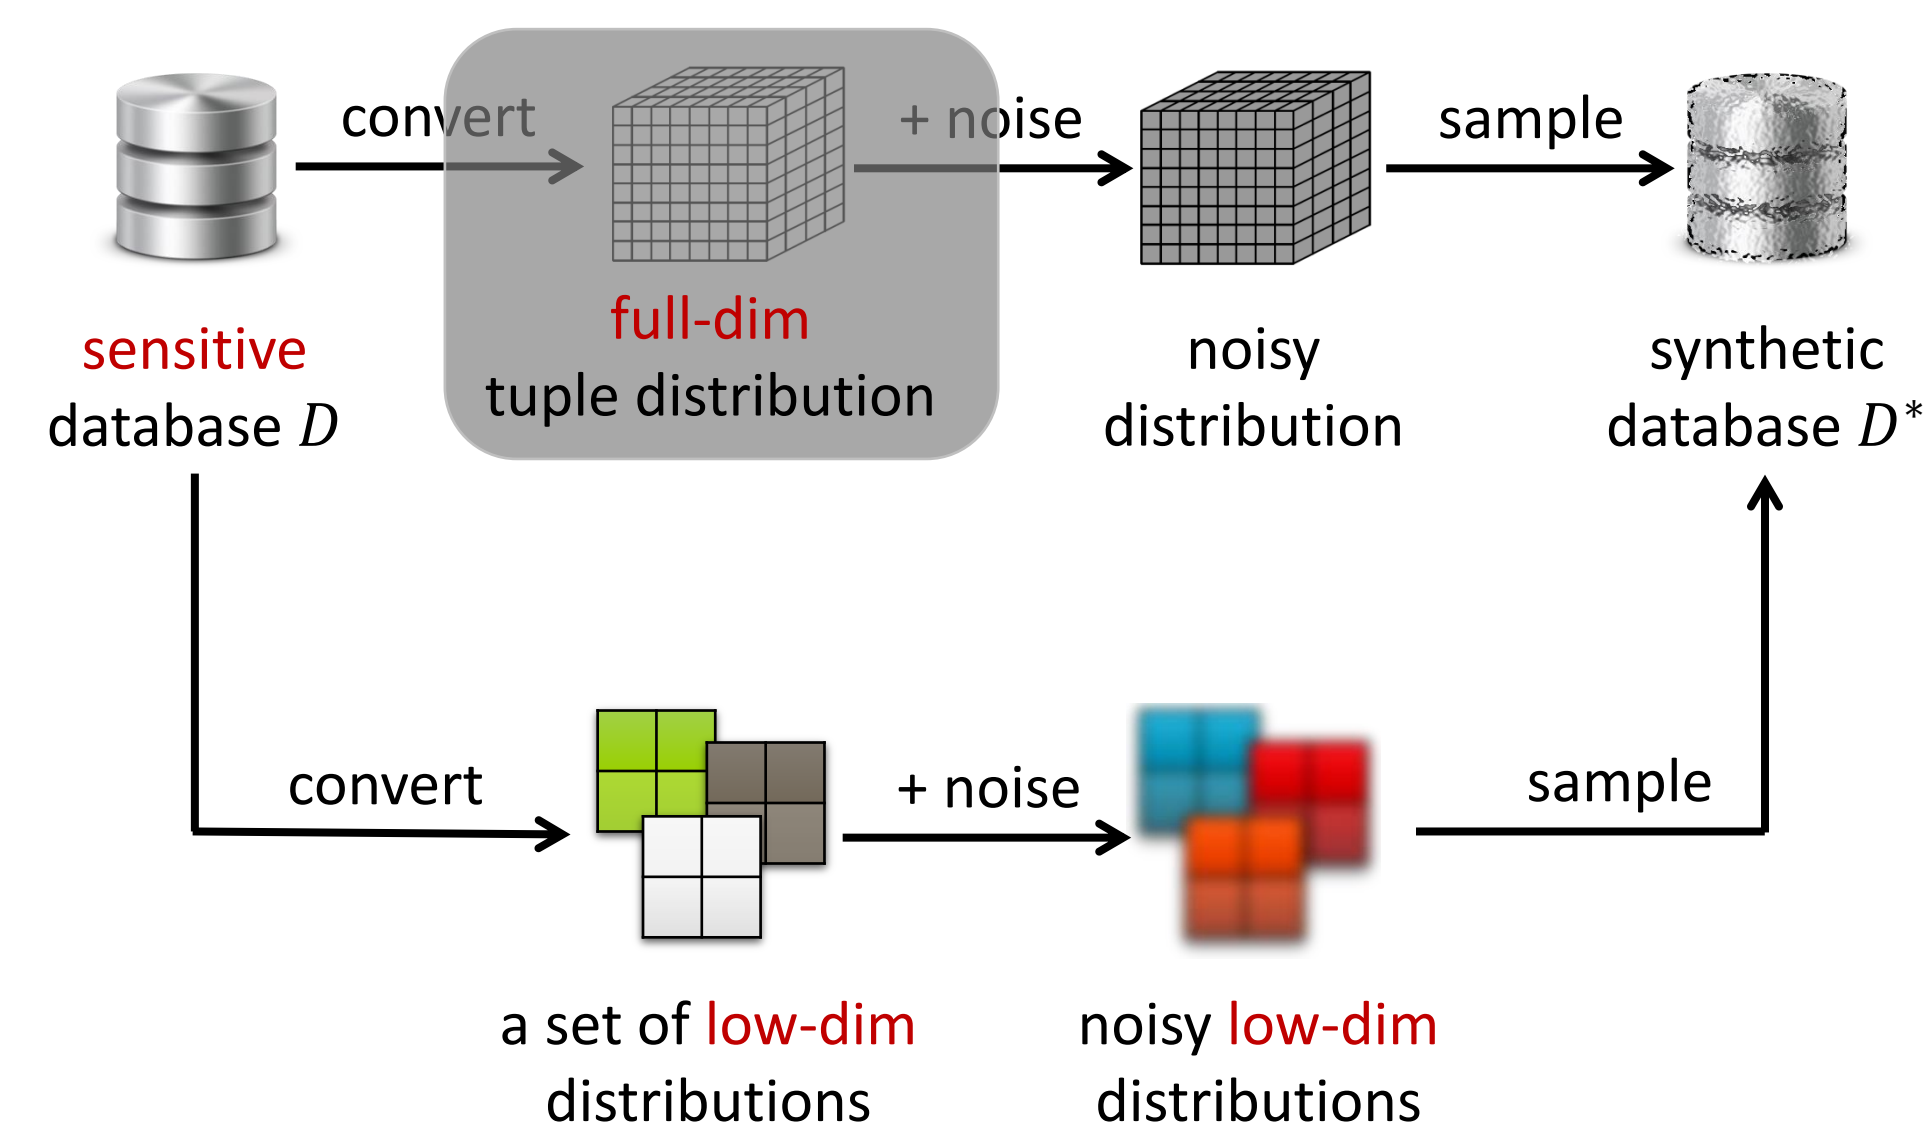 convert
+ noise
sample
sensitive
database D
full-dim
tuple distribution
noisy
distribution
synthetic
database D*
convert
+ noise
sample
a set of low-dim
distributions
noisy low-dim
distributions